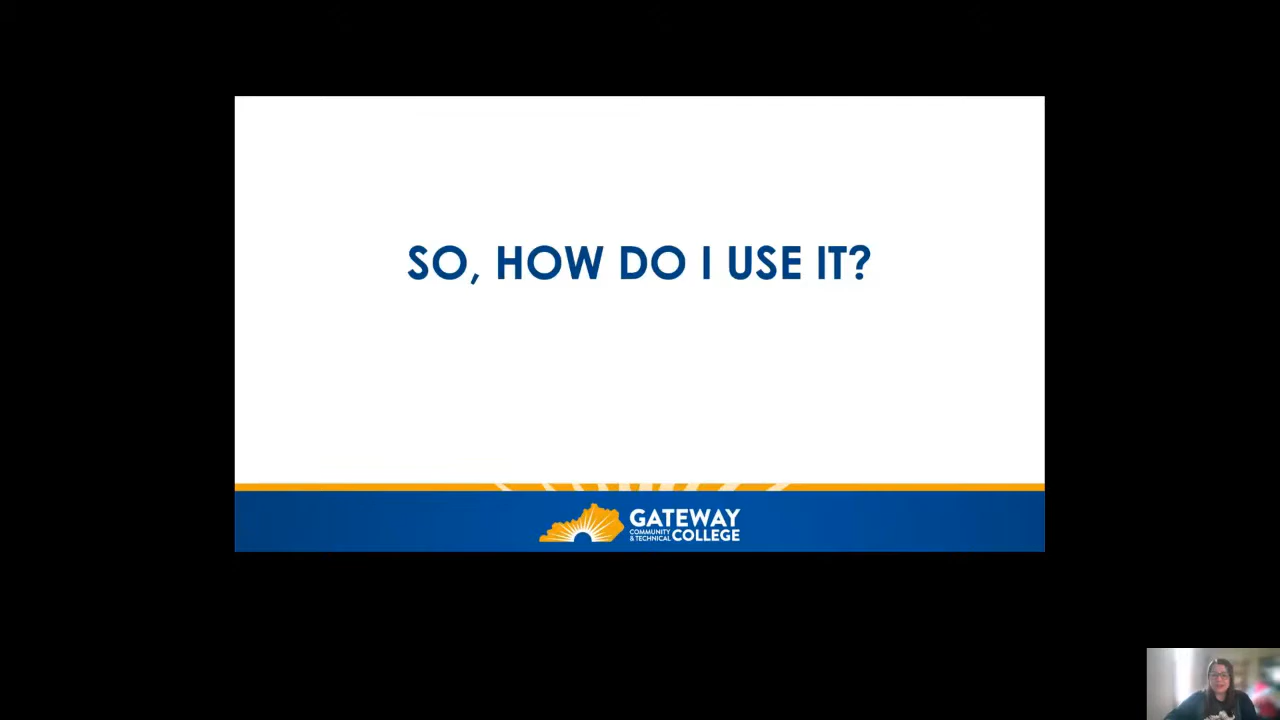 SO, HOW DO I USE IT?
GATEWAY
COMMUNITY
& TECHNICAL COLLEGE